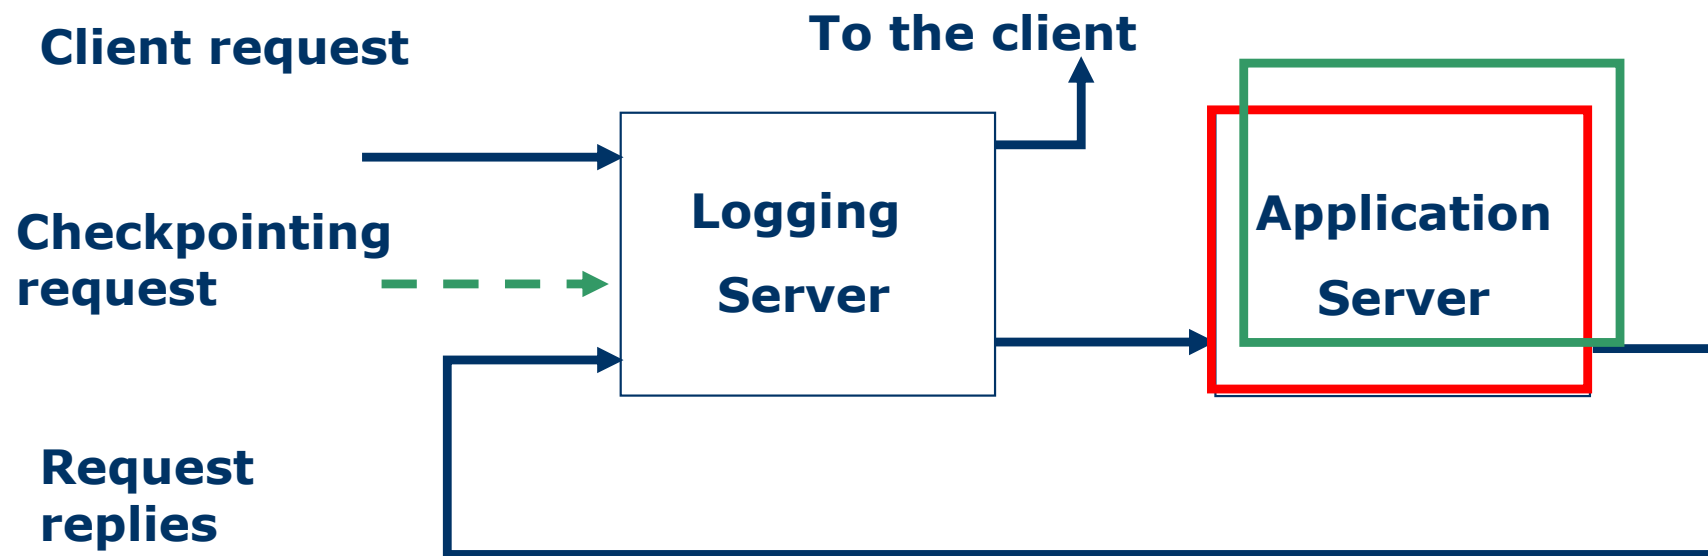 Client request
To the client
Checkpointing
request
Logging
Server
Application
Server
Request
replies